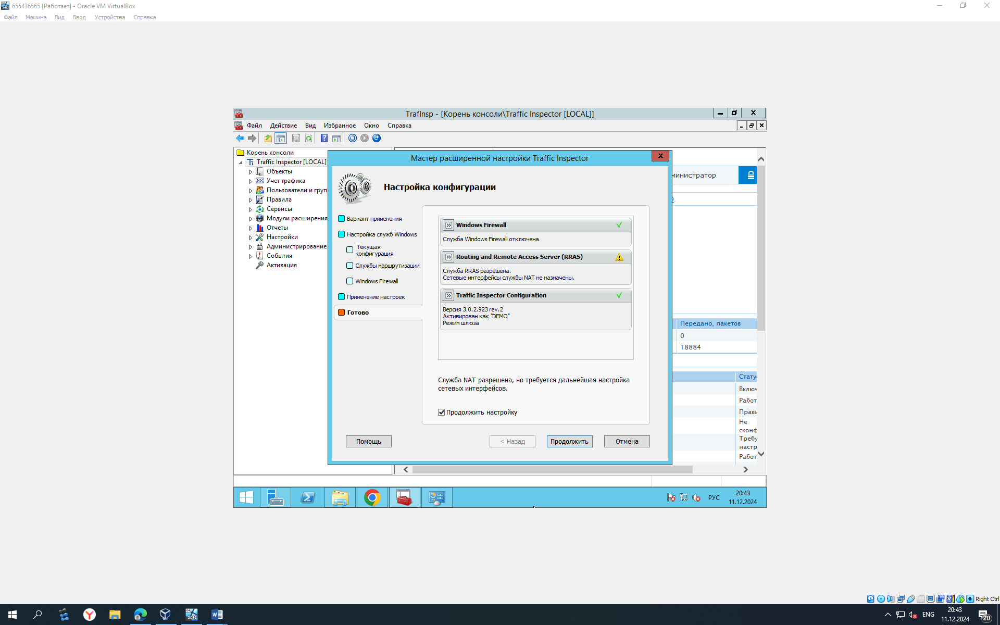 655436565 [Работает] - Oracle VM VirtualBox
Файл Машина Вид Ввод Устройства Справка
TrafInsp - [Корень консоли\Traffic Inspector [LOCAL]]
Файл Действие Вид Избранное Окно Справка
Корень консоли
Traffic Inspector [LOCAL]
Объекты
Учет трафика
Пользователи и груп
Правила
Сервисы
Модули расширения
Отчеты
Настройки
Администрирование
События
Активация
Мастер расширенной настройки Traffic Inspector
Настройка конфигурации
Вариант применения
Настройка служб Windows
Текущая
конфигурация
Службы маршрутизации
Windows Firewall
Применение настроек
Готово
Windows Firewall
Служба Windows Firewall отключена
Routing and Remote Access Server (RRAS)
Служба RRAS разрешена.
Сетевые интерфейсы службы NAT не назначены.
Traffic Inspector Configuration
Версия 3.0.2.923 rev.2
Активирован как "DEMO"
Режим шлюза
Служба NAT разрешена, но требуется дальнейшая настройка
сетевых интерфейсов.
Продолжить настройку
Помощь
< Назад
Продолжить
Отмена
министратор
Передано, пакетов
0
18884
Стату
Включ
Работ
Прави
Не
сконф
Требу
настр
Работ
РУС
20:43
11.12.2024
Right Ctrl
ENG
20:43
11.12.2024
20